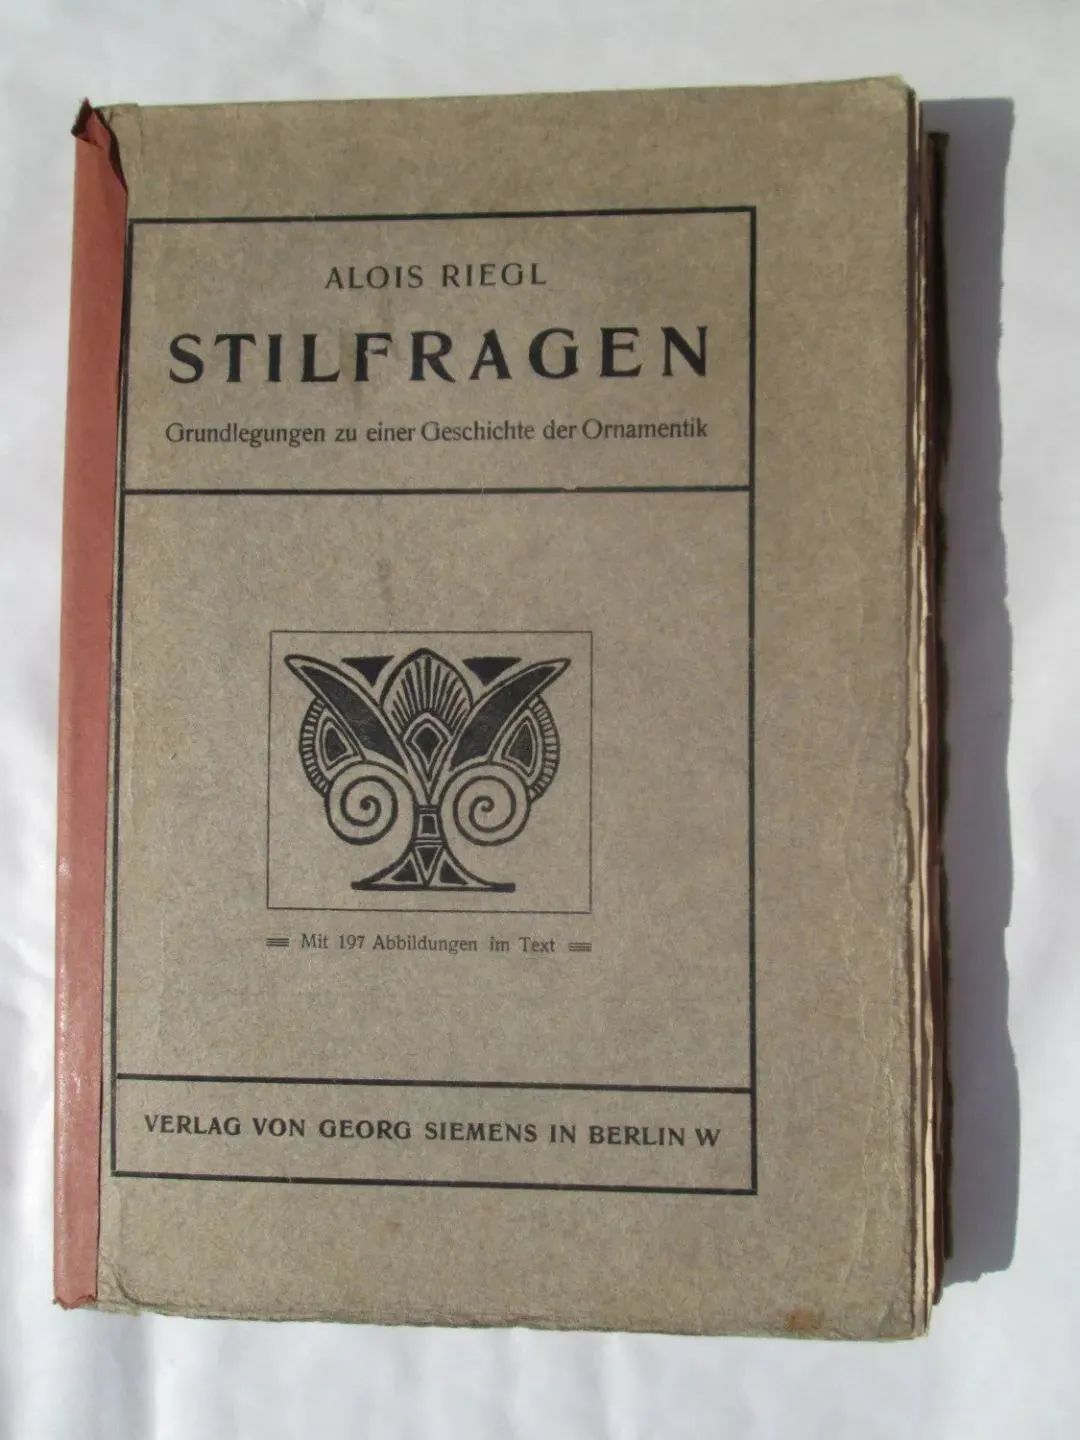 ALOIS RIEGL
STILFRAGEN
Grundlegungen zu einer Geschichte der Ornamentik
Mit 197 Abbildungen im Text
VERLAG VON GEORG SIEMENS IN BERLIN W